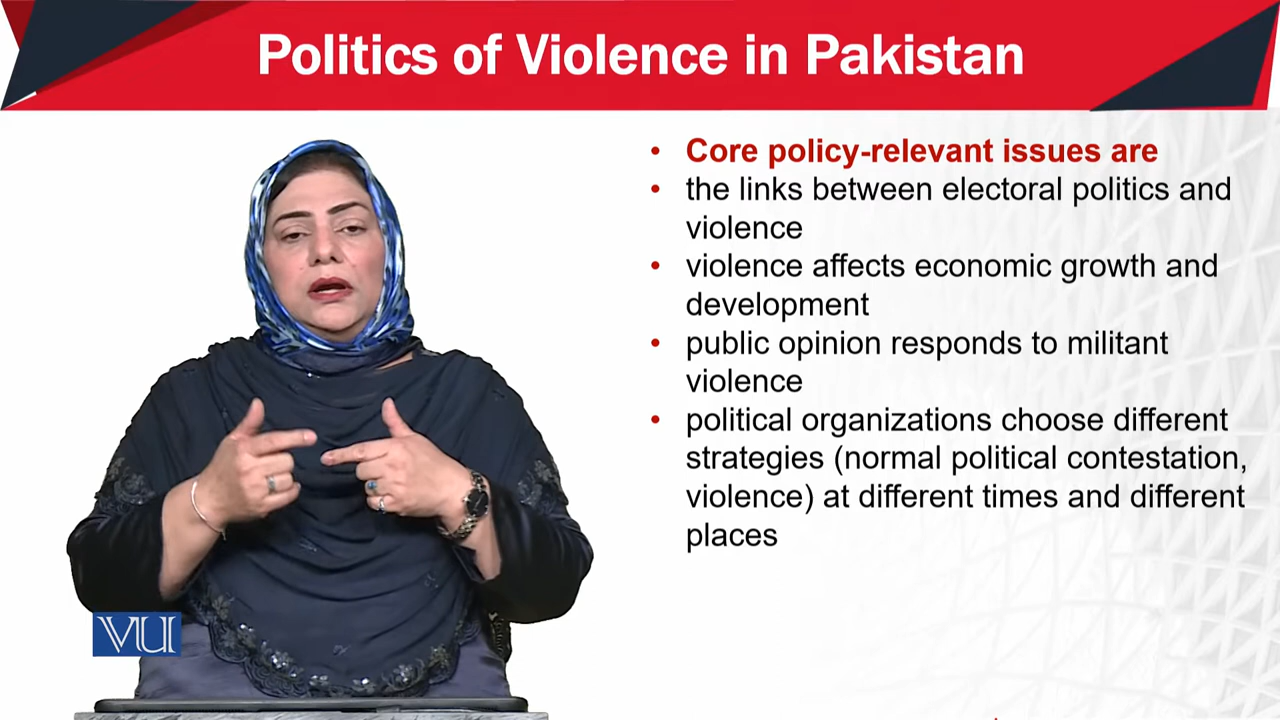 Politics of Violence in Pakistan
• Core policy-relevant issues are
• the links between electoral politics and
violence
• violence affects economic growth and
development
• public opinion responds to militant
violence
• political organizations choose different
strategies (normal political contestation,
violence) at different times and different
places
VU